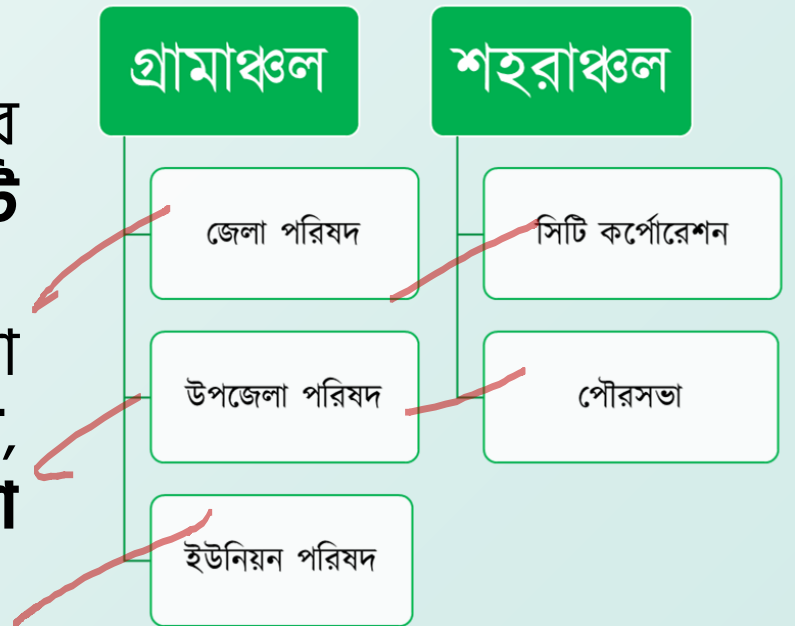 গ্রামাঞ্চল
জেলা পরিষদ
উপজেলা পরিষদ
ইউনিয়ন পরিষদ
শহরাঞ্চল
সিটি কর্পোরেশন
পৌরসভা